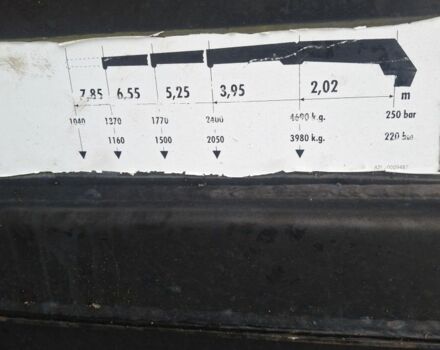 7,85 6,55 5,25 3,95 2,02 m
1040 1370 1770 2400 4690 k.g. 250 bar
1160 1500 2050 3980 k.g. 220 bar